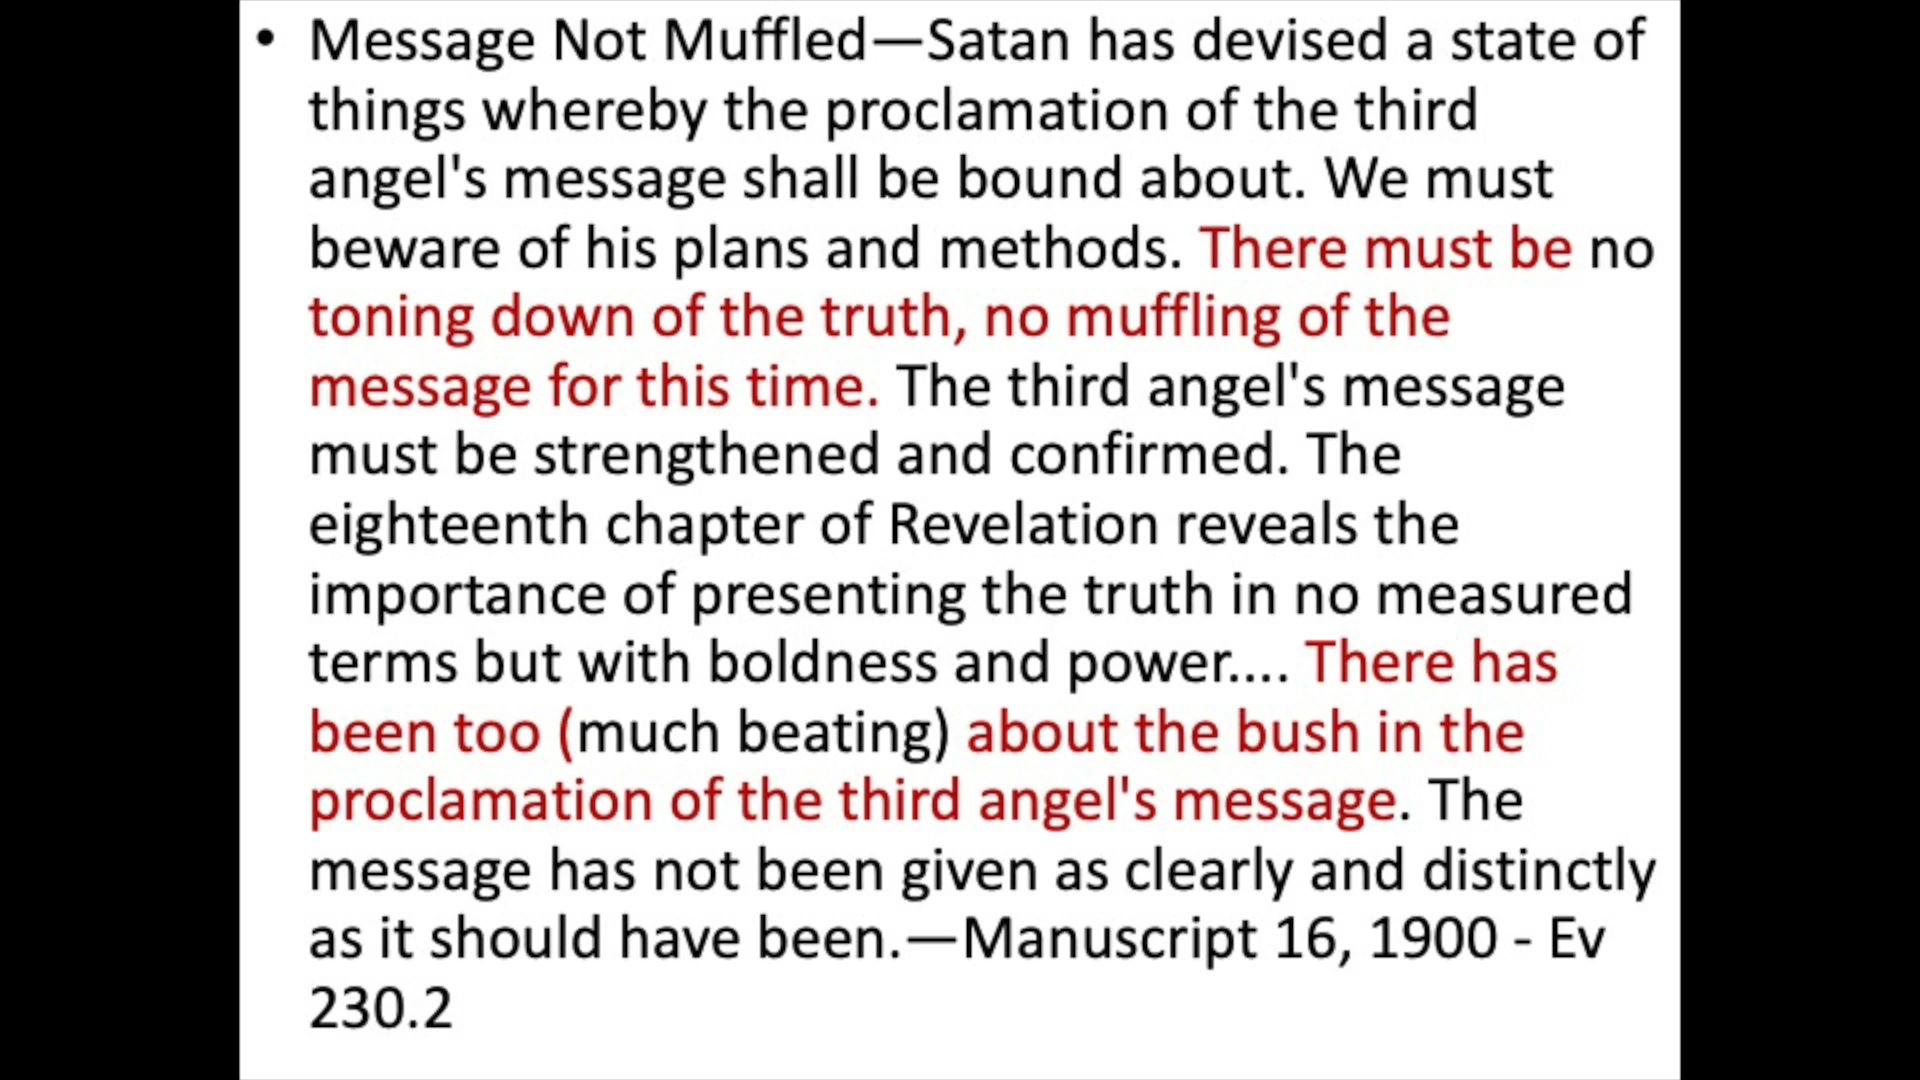 • Message Not Muffled—Satan has devised a state of
things whereby the proclamation of the third
angel's message shall be bound about. We must
beware of his plans and methods. There must be no
toning down of the truth, no muffling of the
message for this time. The third angel's message
must be strengthened and confirmed. The
eighteenth chapter of Revelation reveals the
importance of presenting the truth in no measured
terms but with boldness and power.... There has
been too (much beating) about the bush in the
proclamation of the third angel's message. The
message has not been given as clearly and distinctly
as it should have been.—Manuscript 16, 1900 - Ev
230.2